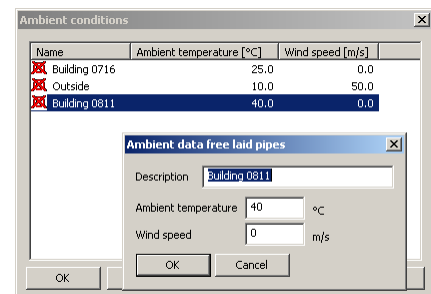 Ambient conditions
Name Ambient temperature [°C] Wind speed [m/s]
Building 0716 25.0 0.0
Outside 10.0 50.0
Building 0811 40.0 0.0
Ambient data free laid pipes
Description Building 0811
Ambient temperature 40 °C
Wind speed 0 m/s
OK Cancel
OK